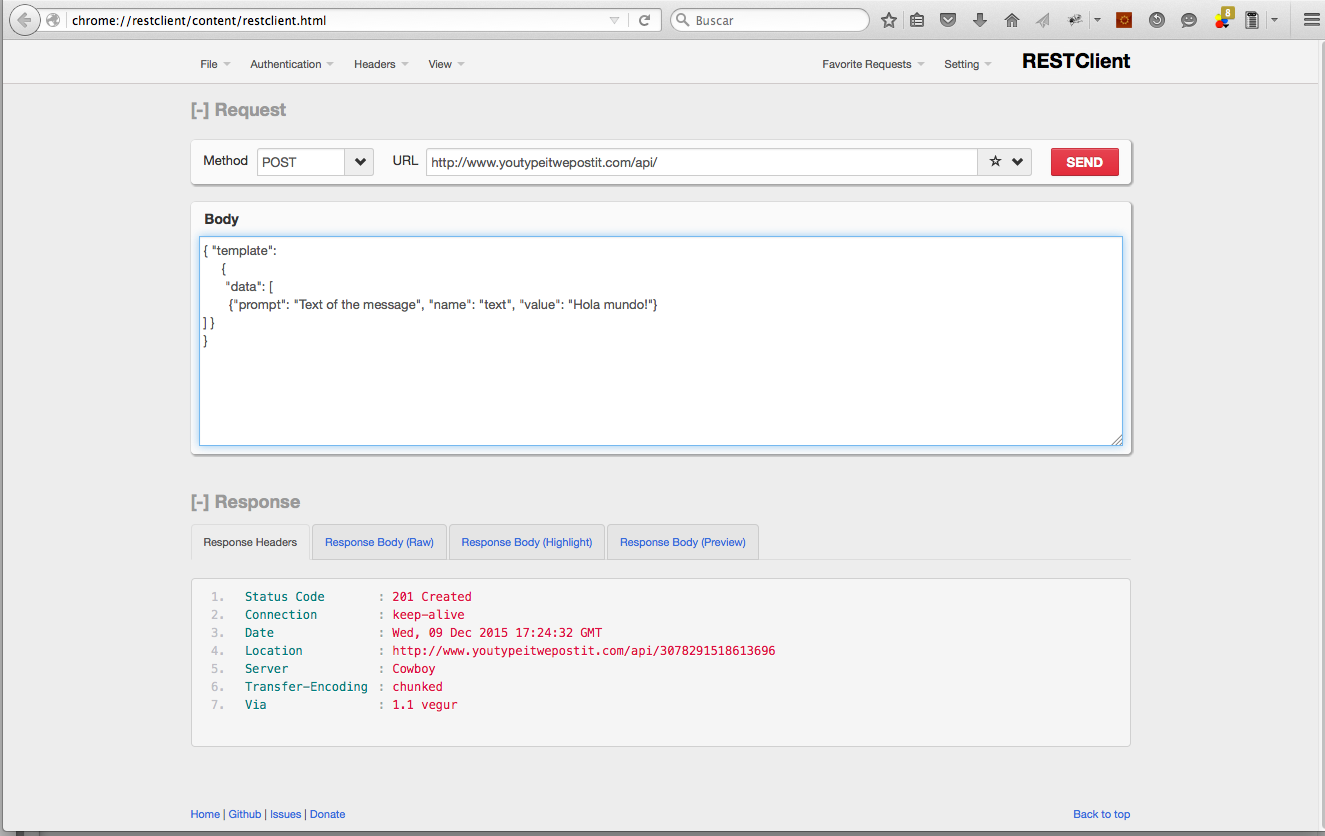 chrome://restclient/content/restclient.html
Buscar
8
File
Authentication
Headers
View
Favorite Requests
Setting
RESTClient
[-] Request
Method
POST
URL
http://www.youtypeitwepostit.com/api/
SEND
Body
{ "template":
{
"data": [
{"prompt": "Text of the message", "name": "text", "value": "Hola mundo!"}
] }
}
[-] Response
Response Headers
Response Body (Raw)
Response Body (Highlight)
Response Body (Preview)
1. Status Code : 201 Created
2. Connection : keep-alive
3. Date : Wed, 09 Dec 2015 17:24:32 GMT
4. Location : http://www.youtypeitwepostit.com/api/3078291518613696
5. Server : Cowboy
6. Transfer-Encoding : chunked
7. Via : 1.1 vegur
Home | Github | Issues | Donate
Back to top